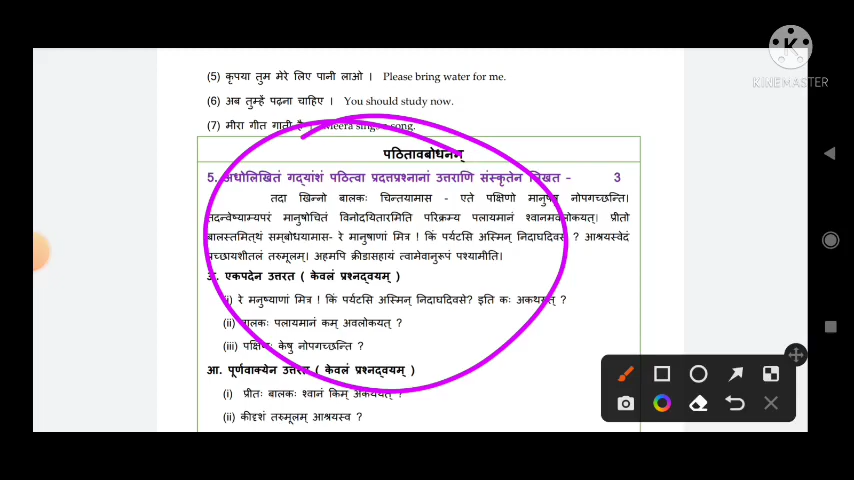 KINEMASTER
(5) कृपया तुम मेरे लिए पानी लाओ । Please bring water for me.
(6) अब तुम्हें पढ़ना चाहिए । You should study now.
(7) मीरा गीत गाती है । Meera sings a song.
पठितावबोधनम्
5. अधोलिखितं गद्यांशं पठित्वा प्रदत्तप्रश्नानां उत्तराणि संस्कृतेन लिखत - 3
तदा खिन्नो बालकः चिन्तयामास - एते पक्षिणो मानुषेषु नोपगच्छन्ति।
तदन्वेष्याम्यपरं मानुषोचितं विनोदयितारमिति परिक्रम्य पलायमानं श्वानमवलोकयत्। प्रीतो
बालस्तमित्थं सम्बोधयामास- रे मानुषाणां मित्र ! किं पर्यटसि अस्मिन् निदाघदिवसे ? आश्रयस्वेदं
प्रच्छायशीतलं तरुमूलम्। अहमपि क्रीडासहायं त्वामेवानुरूपं पश्यामीति।
अ. एकपदेन उत्तरत ( केवलं प्रश्नद्वयम् )
(i) रे मनुष्याणां मित्र ! किं पर्यटसि अस्मिन् निदाघदिवसे? इति कः अकथयत् ?
(ii) बालकः पलायमानं कम् अवलोकयत् ?
(iii) पक्षिणः केषु नोपगच्छन्ति ?
आ. पूर्णवाक्येन उत्तरत ( केवलं प्रश्नद्वयम् )
(i) प्रीतः बालकः श्वानं किम् अकथयत् ?
(ii) कीदृशं तरुमूलम् आश्रयस्व ?